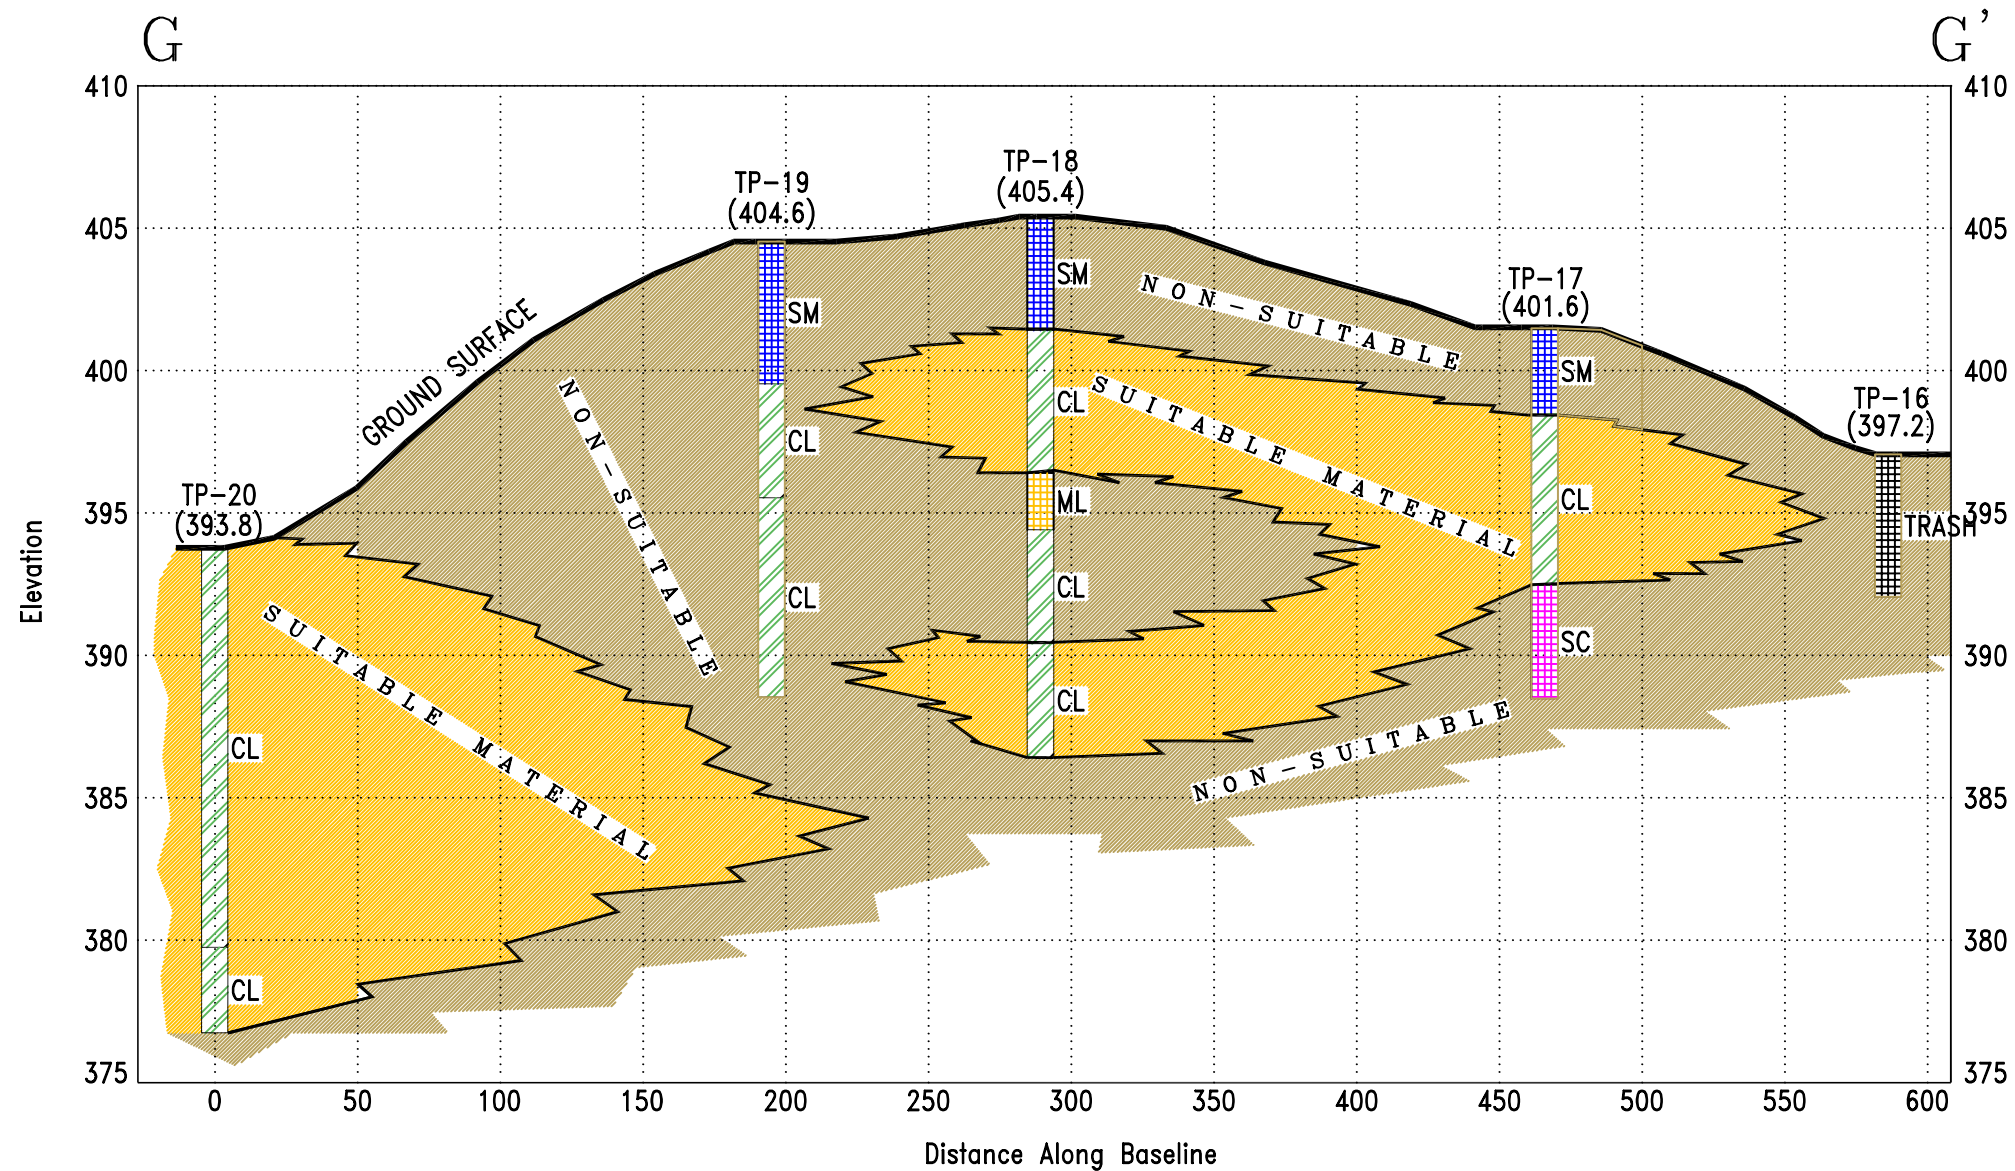 G G'
410 410
TP-18
(405.4)
TP-19
(404.6)
405 405
SM
NON-SUITABLE
TP-17
(401.6)
SM
GROUND SURFACE
400 400
SM
TP-16
(397.2)
CL
CL
SUITABLE MATERIAL
NON-SUITABLE
TP-20
(393.8)
395 395
ML
CL
TRASH
Elevation
CL
CL
SUITABLE MATERIAL
390 390
SC
CL
NON-SUITABLE
CL
385 385
380 380
CL
375 375
0 50 100 150 200 250 300 350 400 450 500 550 600
Distance Along Baseline